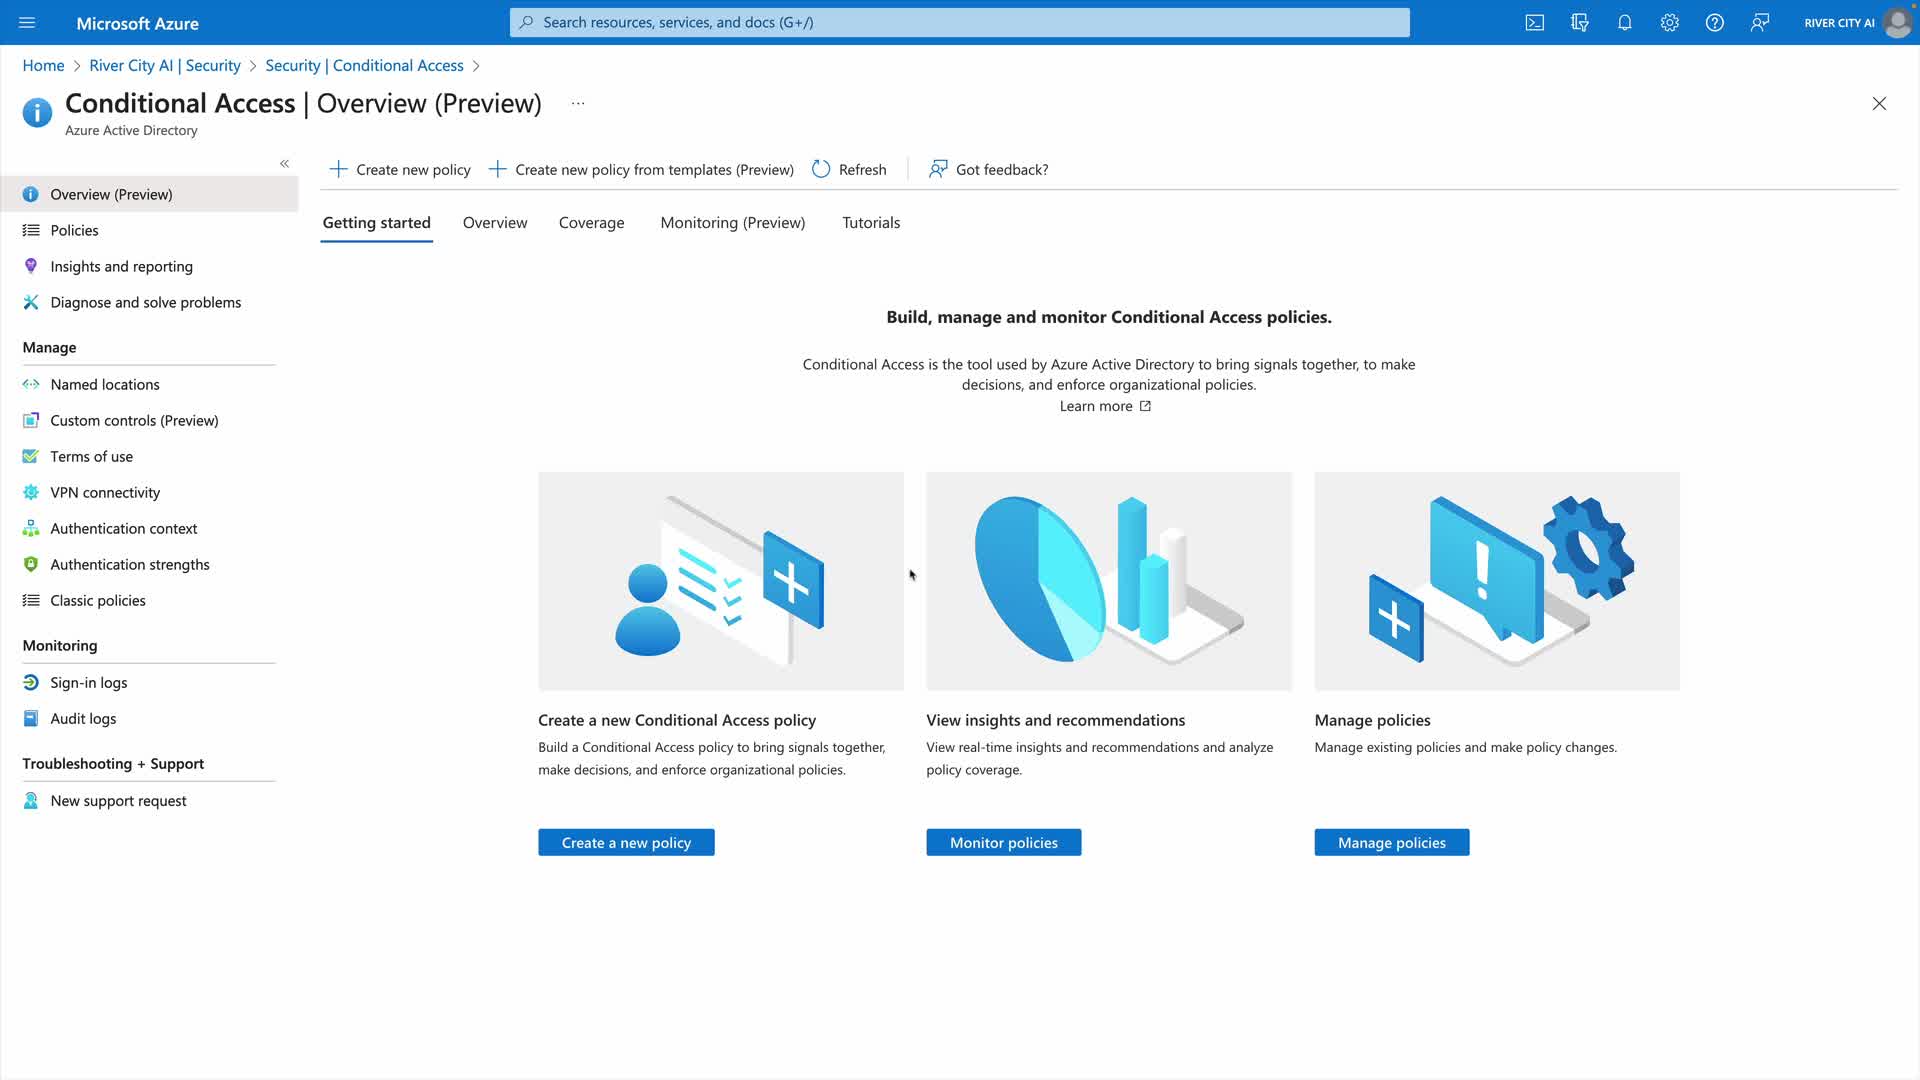 Microsoft Azure
Search resources, services, and docs (G+/)
RIVER CITY AI
Home > River City AI | Security > Security | Conditional Access >
Conditional Access | Overview (Preview) ...
Azure Active Directory
Overview (Preview)
Policies
Insights and reporting
Diagnose and solve problems
Manage
Named locations
Custom controls (Preview)
Terms of use
VPN connectivity
Authentication context
Authentication strengths
Classic policies
Monitoring
Sign-in logs
Audit logs
Troubleshooting + Support
New support request
Create new policy
Create new policy from templates (Preview)
Refresh
Got feedback?
Getting started
Overview
Coverage
Monitoring (Preview)
Tutorials
Build, manage and monitor Conditional Access policies.
Conditional Access is the tool used by Azure Active Directory to bring signals together, to make
decisions, and enforce organizational policies.
Learn more
Create a new Conditional Access policy
Build a Conditional Access policy to bring signals together,
make decisions, and enforce organizational policies.
Create a new policy
View insights and recommendations
View real-time insights and recommendations and analyze
policy coverage.
Monitor policies
Manage policies
Manage existing policies and make policy changes.
Manage policies